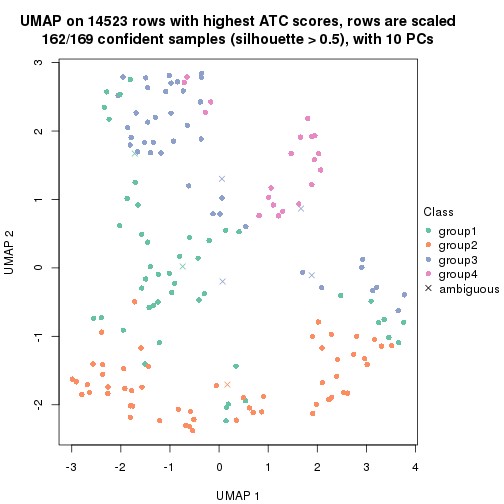 UMAP on 14523 rows with highest ATC scores, rows are scaled
162/169 confident samples (silhouette > 0.5), with 10 PCs
UMAP 2
3
2
1
0
-1
-2
-3
-2
-1
0
1
2
3
4
UMAP 1
Class
group1
group2
group3
group4
ambiguous